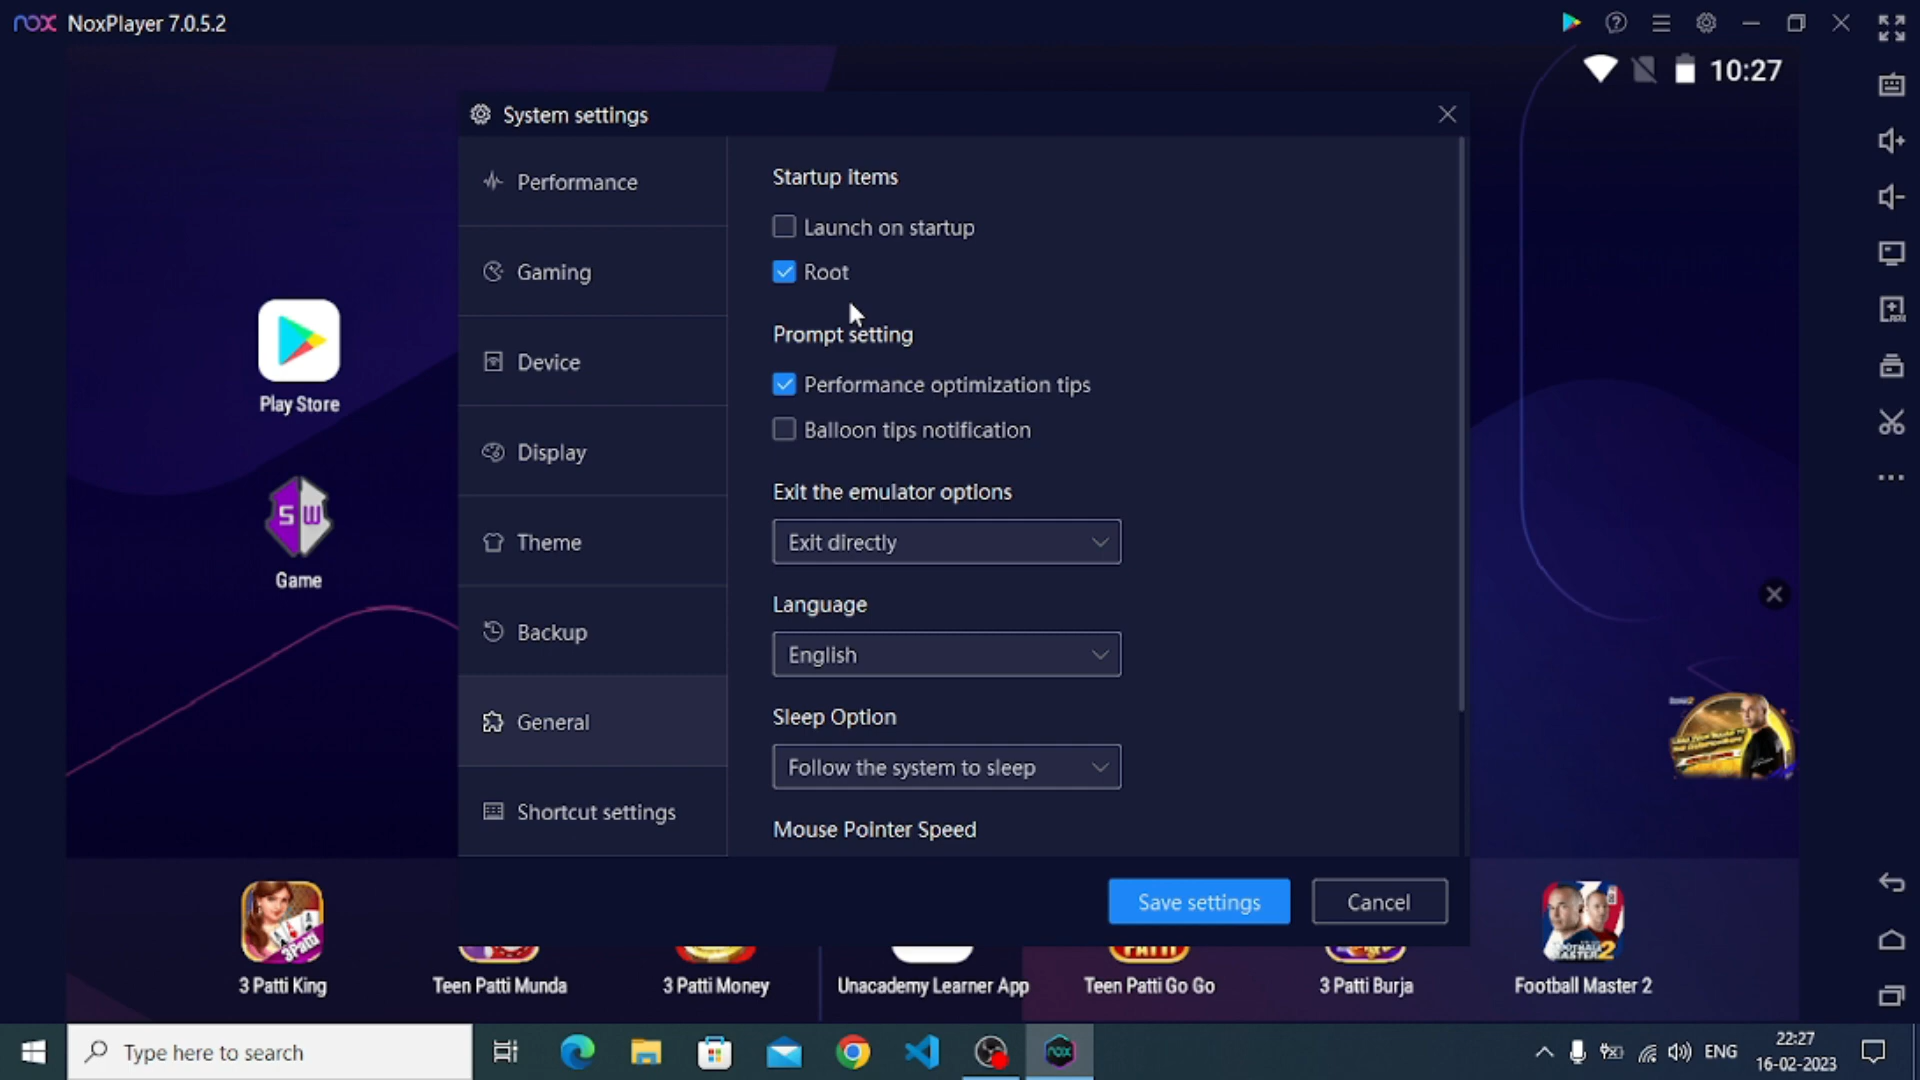 nox NoxPlayer 7.0.5.2
10:27
System settings
Performance
Gaming
Device
Display
Theme
Backup
General
Shortcut settings
Startup items
Launch on startup
Root
Prompt setting
Performance optimization tips
Balloon tips notification
Exit the emulator options
Exit directly
Language
English
Sleep Option
Follow the system to sleep
Mouse Pointer Speed
Save settings
Cancel
Play Store
S W
Game
3Patti
3 Patti King
Teen Patti Munda
3 Patti Money
Unacademy Learner App
PATTI
Teen Patti Go Go
3 Patti Burja
Football Master 2
Type here to search
nox
ENG
22:27
16-02-2023